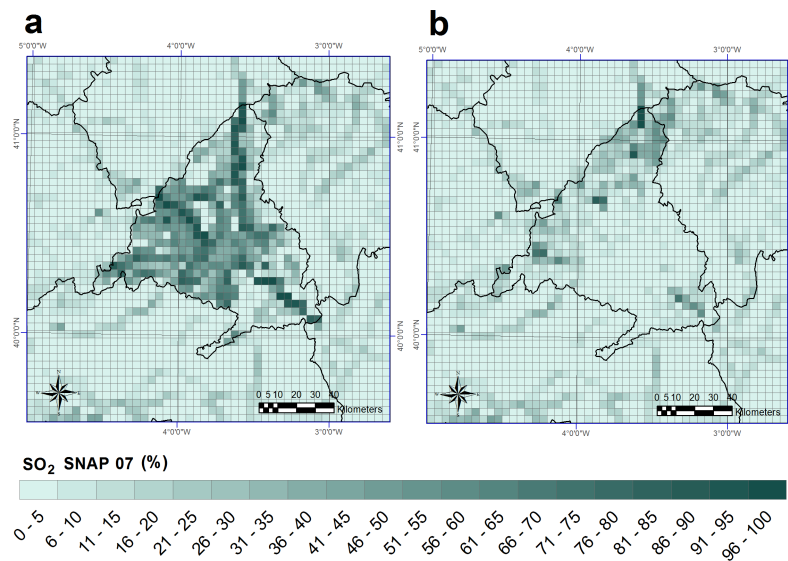 a b
5°0'0"W 4°0'0"W 3°0'0"W 5°0'0"W 4°0'0"W 3°0'0"W
41°0'0"N 41°0'0"N 41°0'0"N
40°0'0"N 40°0'0"N 40°0'0"N
N N
W E W E
S S
0 5 10 20 30 40 0 5 10 20 30 40
Kilometers Kilometers
4°0'0"W 3°0'0"W 4°0'0"W 3°0'0"W
SO2 SNAP 07 (%)
0 - 5 6 - 10 11 - 15 16 - 20 21 - 25 26 - 30 31 - 35 36 - 40 41 - 45 46 - 50 51 - 55 56 - 60 61 - 65 66 - 70 71 - 75 76 - 80 81 - 85 86 - 90 91 - 95 96 - 100